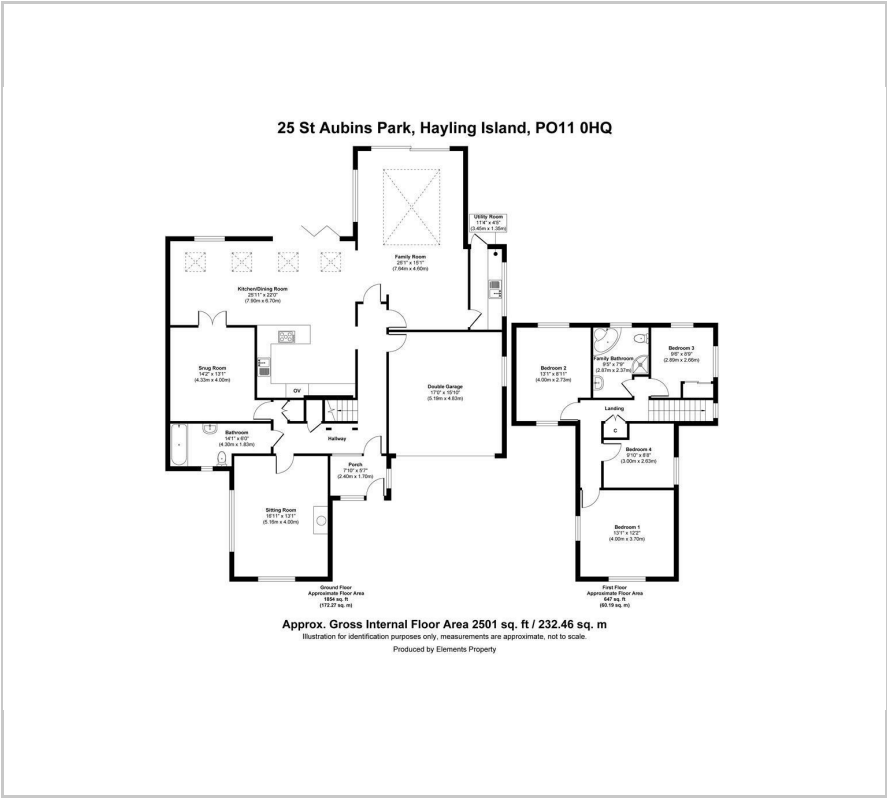 25 St Aubins Park, Hayling Island, PO11 0HQ
Utility Room
11'4" x 4'5"
(3.45m x 1.35m)
Family Room
25'1" x 15'1"
(7.64m x 4.60m)
Kitchen/Dining Room
25'11" x 22'0"
(7.90m x 6.70m)
Snug Room
14'2" x 13'1"
(4.33m x 4.00m)
OV
Double Garage
17'0" x 15'10"
(5.18m x 4.83m)
Bathroom
14'1" x 6'0"
(4.30m x 1.83m)
Hallway
Porch
7'10" x 5'7"
(2.40m x 1.70m)
Sitting Room
16'11" x 13'1"
(5.16m x 4.00m)
Ground Floor
Approximate Floor Area
1854 sq. ft
(172.27 sq. m)
Bedroom 2
13'1" x 8'11"
(4.00m x 2.73m)
Family Bathroom
9'5" x 7'9"
(2.87m x 2.37m)
Bedroom 3
9'6" x 8'9"
(2.89m x 2.66m)
Landing
C
Bedroom 4
9'10" x 8'8"
(3.00m x 2.63m)
Bedroom 1
13'1" x 12'2"
(4.00m x 3.70m)
First Floor
Approximate Floor Area
647 sq. ft
(60.19 sq. m)
Approx. Gross Internal Floor Area 2501 sq. ft / 232.46 sq. m
Illustration for identification purposes only, measurements are approximate, not to scale.
Produced by Elements Property